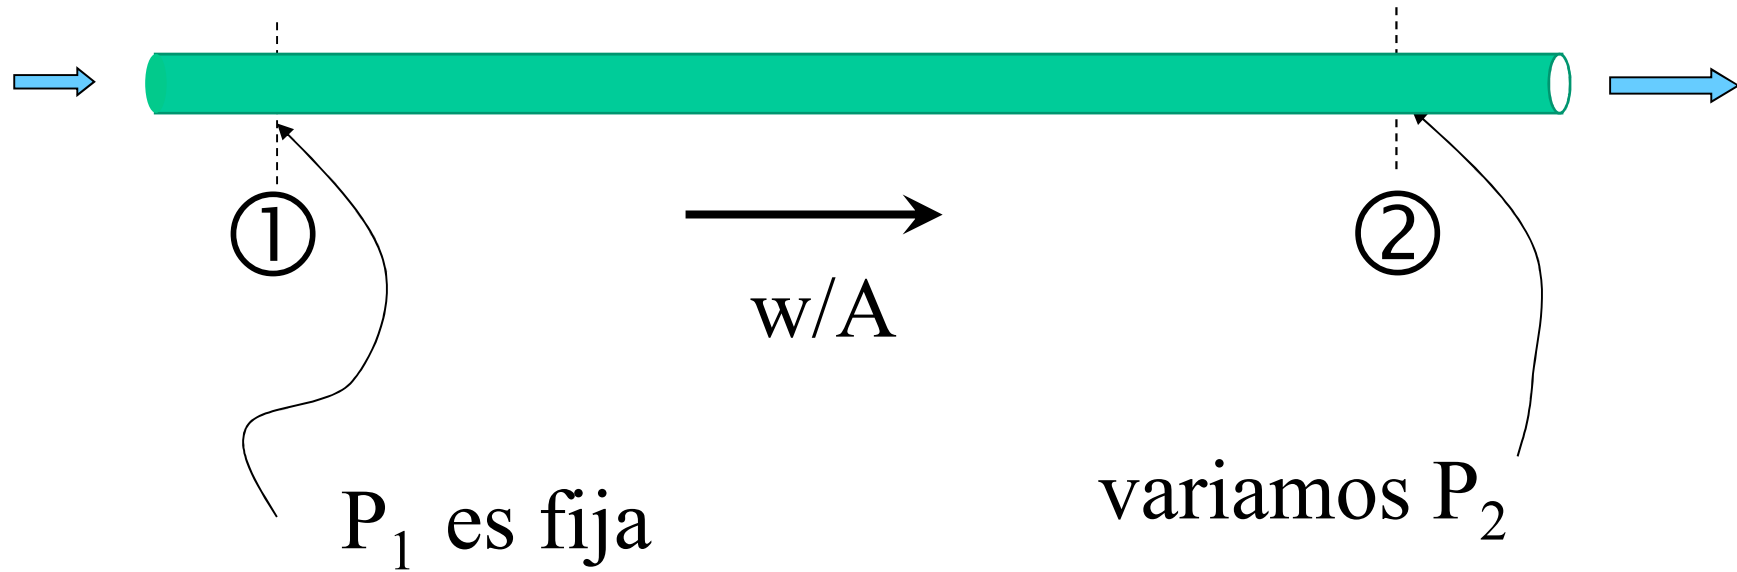 ① ②
w/A
P₁ es fija
variamos P₂